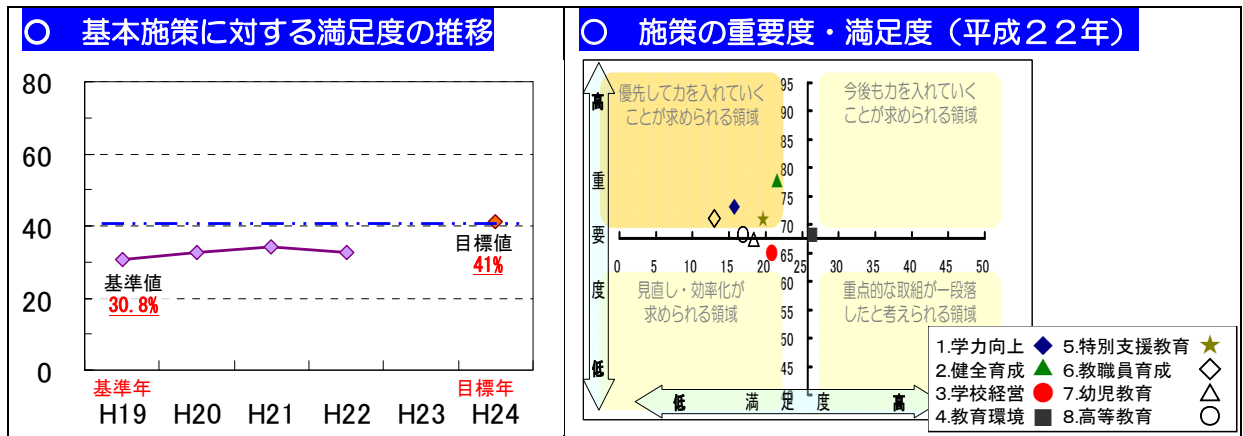 〇 基本施策に対する満足度の推移
80
60
40
20
0
基準値
30.8%
目標値
41%
基準年
目標年
H19 H20 H21 H22 H23 H24
〇 施策の重要度・満足度（平成２２年）
高
重
要
度
低
優先して力を入れていく
ことが求められる領域
今後も力を入れていく
ことが求められる領域
見直し・効率化が
求められる領域
重点的な取組が一段落
したと考えられる領域
95
90
85
80
75
70
65
60
55
50
45
40
0 5 10 15 20 25 30 35 40 45 50
低 満足度 高
1.学力向上 5.特別支援教育
2.健全育成 6.教職員育成
3.学校経営 7.幼児教育
4.教育環境 8.高等教育